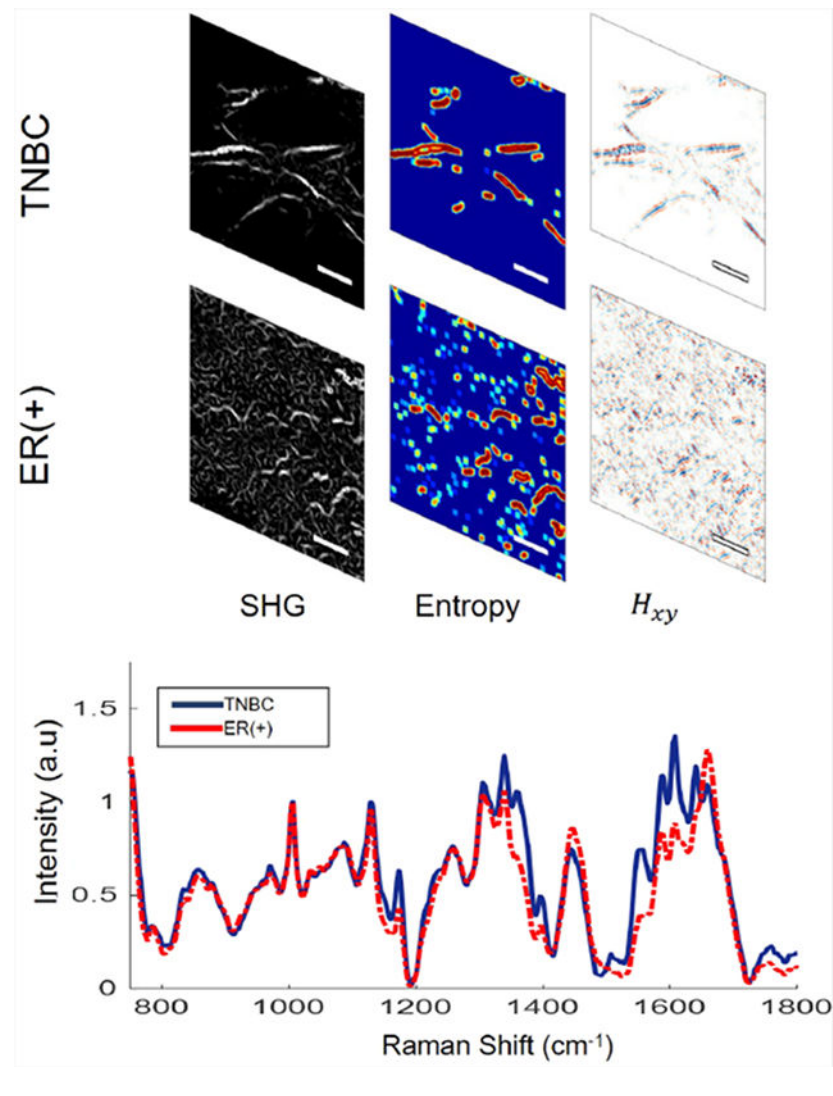 TNBC
ER(+)
SHG Entropy Hxy
TNBC
ER(+)
Intensity (a.u)
1.5
1
0.5
0
800 1000 1200 1400 1600 1800
Raman Shift (cm⁻¹)